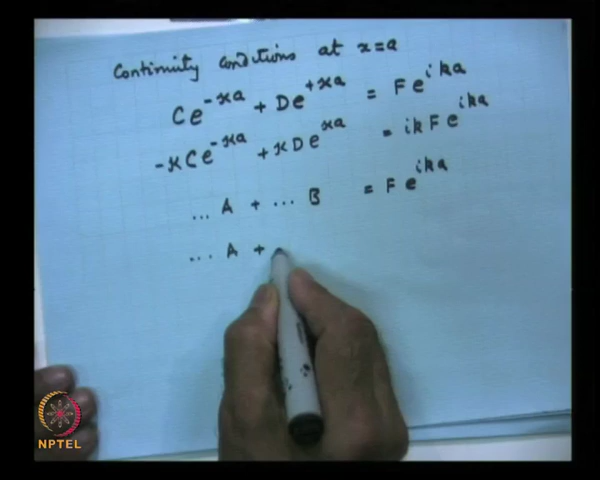 Continuity conditions at x=a
Ce^{-κa} + De^{+κa} = Fe^{ika}
-κCe^{-κa} + κDe^{κa} = ikFe^{ika}
... A + ... B = Fe^{ika}
... A +
NPTEL